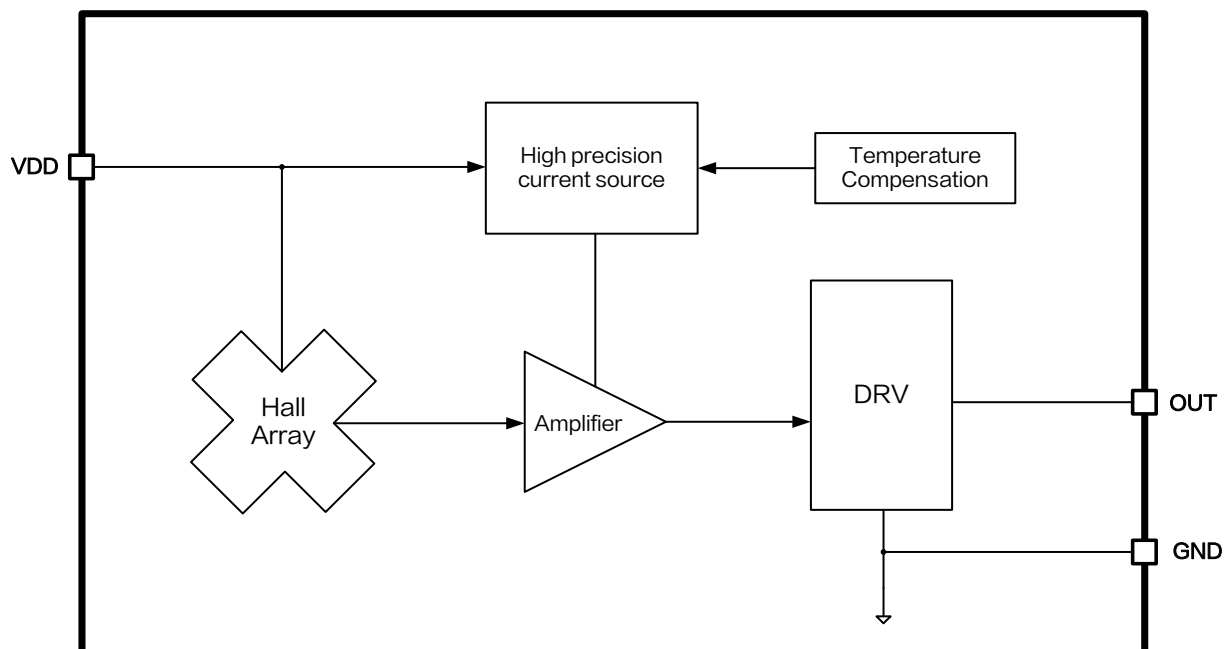 VDD
High precision
current source
Temperature
Compensation
Hall
Array
Amplifier
DRV
OUT
GND